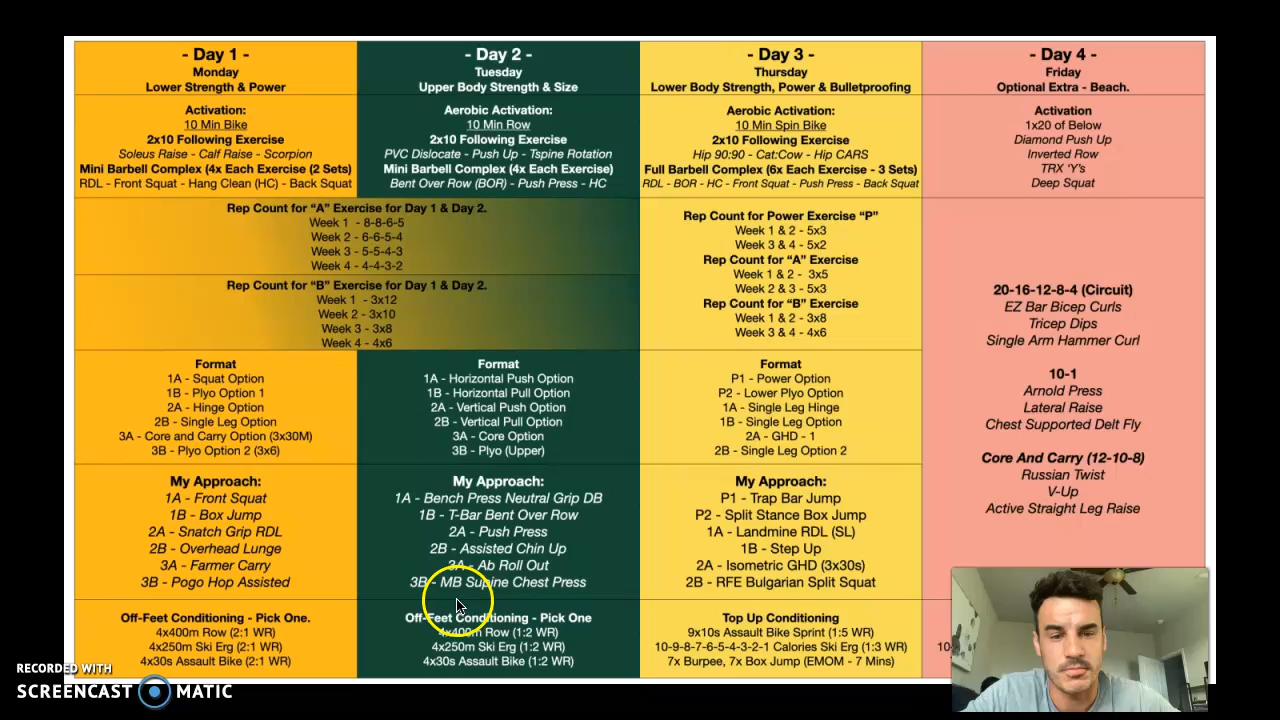 - Day 1 -
Monday
Lower Strength & Power
Activation:
10 Min Bike
2x10 Following Exercise
Soleus Raise - Calf Raise - Scorpion
Mini Barbell Complex (4x Each Exercise (2 Sets)
RDL - Front Squat - Hang Clean (HC) - Back Squat
- Day 2 -
Tuesday
Upper Body Strength & Size
Aerobic Activation:
10 Min Row
2x10 Following Exercise
PVC Dislocate - Push Up - Tspine Rotation
Mini Barbell Complex (4x Each Exercise)
Bent Over Row (BOR) - Push Press - HC
Rep Count for “A” Exercise for Day 1 & Day 2.
Week 1 - 8-8-6-5
Week 2 - 6-6-5-4
Week 3 - 5-5-4-3
Week 4 - 4-4-3-2
Rep Count for “B” Exercise for Day 1 & Day 2.
Week 1 - 3x12
Week 2 - 3x10
Week 3 - 3x8
Week 4 - 4x6
Format
1A - Squat Option
1B - Plyo Option 1
2A - Hinge Option
2B - Single Leg Option
3A - Core and Carry Option (3x30M)
3B - Plyo Option 2 (3x6)
My Approach:
1A - Front Squat
1B - Box Jump
2A - Snatch Grip RDL
2B - Overhead Lunge
3A - Farmer Carry
3B - Pogo Hop Assisted
Off-Feet Conditioning - Pick One.
4x400m Row (2:1 WR)
4x250m Ski Erg (2:1 WR)
4x30s Assault Bike (2:1 WR)
Format
1A - Horizontal Push Option
1B - Horizontal Pull Option
2A - Vertical Push Option
2B - Vertical Pull Option
3A - Core Option
3B - Plyo (Upper)
My Approach:
1A - Bench Press Neutral Grip DB
1B - T-Bar Bent Over Row
2A - Push Press
2B - Assisted Chin Up
3A - Ab Roll Out
3B - MB Supine Chest Press
Off-Feet Conditioning - Pick One
4x400m Row (1:2 WR)
4x250m Ski Erg (1:2 WR)
4x30s Assault Bike (1:2 WR)
- Day 3 -
Thursday
Lower Body Strength, Power & Bulletproofing
Aerobic Activation:
10 Min Spin Bike
2x10 Following Exercise
Hip 90:90 - Cat:Cow - Hip CARS
Full Barbell Complex (6x Each Exercise - 3 Sets)
RDL - BOR - HC - Front Squat - Push Press - Back Squat
Rep Count for Power Exercise “P”
Week 1 & 2 - 5x3
Week 3 & 4 - 5x2
Rep Count for “A” Exercise
Week 1 & 2 - 3x5
Week 2 & 3 - 5x3
Rep Count for “B” Exercise
Week 1 & 2 - 3x8
Week 3 & 4 - 4x6
Format
P1 - Power Option
P2 - Lower Plyo Option
1A - Single Leg Hinge
1B - Single Leg Option
2A - GHD - 1
2B - Single Leg Option 2
My Approach:
P1 - Trap Bar Jump
P2 - Split Stance Box Jump
1A - Landmine RDL (SL)
1B - Step Up
2A - Isometric GHD (3x30s)
2B - RFE Bulgarian Split Squat
Top Up Conditioning
9x10s Assault Bike Sprint (1:5 WR)
10-9-8-7-6-5-4-3-2-1 Calories Ski Erg (1:3 WR)
7x Burpee, 7x Box Jump (EMOM - 7 Mins)
- Day 4 -
Friday
Optional Extra - Beach.
Activation
1x20 of Below
Diamond Push Up
Inverted Row
TRX 'Y's
Deep Squat
20-16-12-8-4 (Circuit)
EZ Bar Bicep Curls
Tricep Dips
Single Arm Hammer Curl
10-1
Arnold Press
Lateral Raise
Chest Supported Delt Fly
Core And Carry (12-10-8)
Russian Twist
V-Up
Active Straight Leg Raise
10-
RECORDED WITH
SCREENCAST MATIC